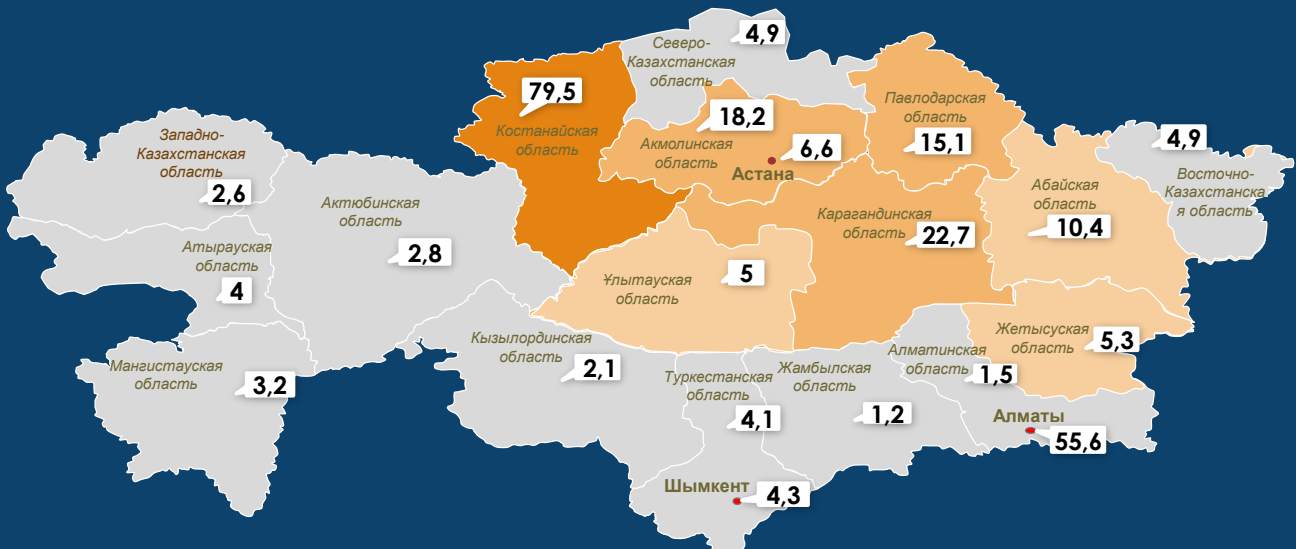 4,9
Северо-
Казахстанская
область
79,5
Костанайская
область
18,2
Акмолинская
область
6,6
Астана
Павлодарская
область
15,1
4,9
Восточно-
Казахстанска
я область
Западно-
Казахстанская
область
2,6
Актюбинская
область
2,8
Абайская
область
10,4
Карагандинская
область
22,7
Атырауская
область
4
Ұлытауская
область
5
Жетысуская
область
5,3
Мангистауская
область
3,2
Кызылординская
область
2,1
Туркестанская
область
4,1
Жамбылская
область
1,2
Алматинская
область
1,5
Алматы
55,6
Шымкент
4,3